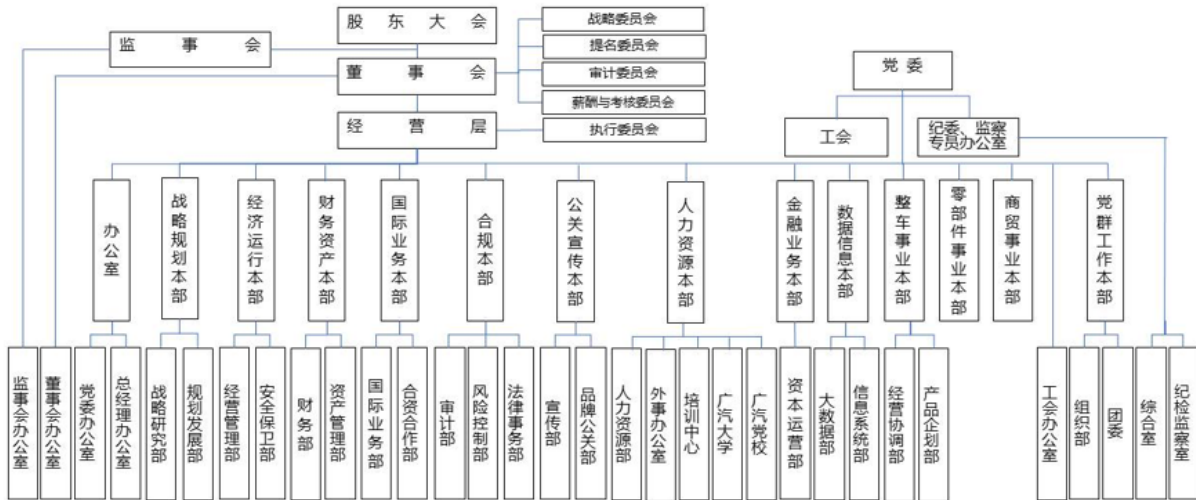 股东大会
战略委员会
监事会
提名委员会
董事会
审计委员会
党委
薪酬与考核委员会
经营层
执行委员会
工会
纪委、监察
专员办公室
办公室
战略规划本部
经济运行本部
财务资产本部
国际业务本部
合规本部
公关宣传本部
人力资源本部
金融业务本部
数据信息本部
整车事业本部
零部件事业本部
商贸事业本部
党群工作本部
监事会办公室
董事会办公室
党委办公室
总经理办公室
战略研究部
规划发展部
经营管理部
安全保卫部
财务部
资产管理部
国际业务部
合资合作部
审计部
风险控制部
法律事务部
宣传部
品牌公关部
人力资源部
外事办公室
培训中心
广汽大学
广汽党校
资本运营部
大数据部
信息系统部
经营协调部
产品企划部
工会办公室
组织部
团委
综合室
纪检监察室